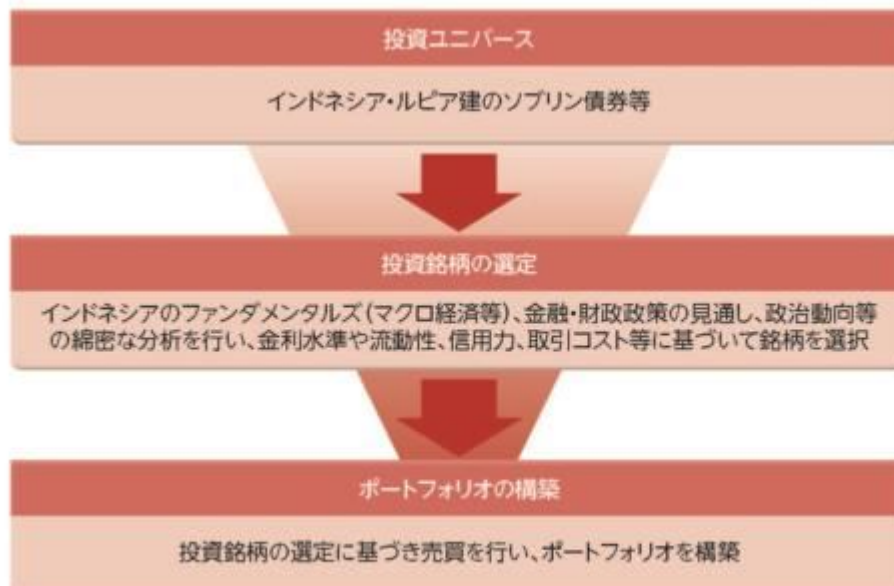 投資ユニバース
インドネシア・ルピア建のソブリン債券等
投資銘柄の選定
インドネシアのファンダメンタルズ(マクロ経済等)、金融・財政政策の見通し、政治動向等
の綿密な分析を行い、金利水準や流動性、信用力、取引コスト等に基づいて銘柄を選択
ポートフォリオの構築
投資銘柄の選定に基づき売買を行い、ポートフォリオを構築